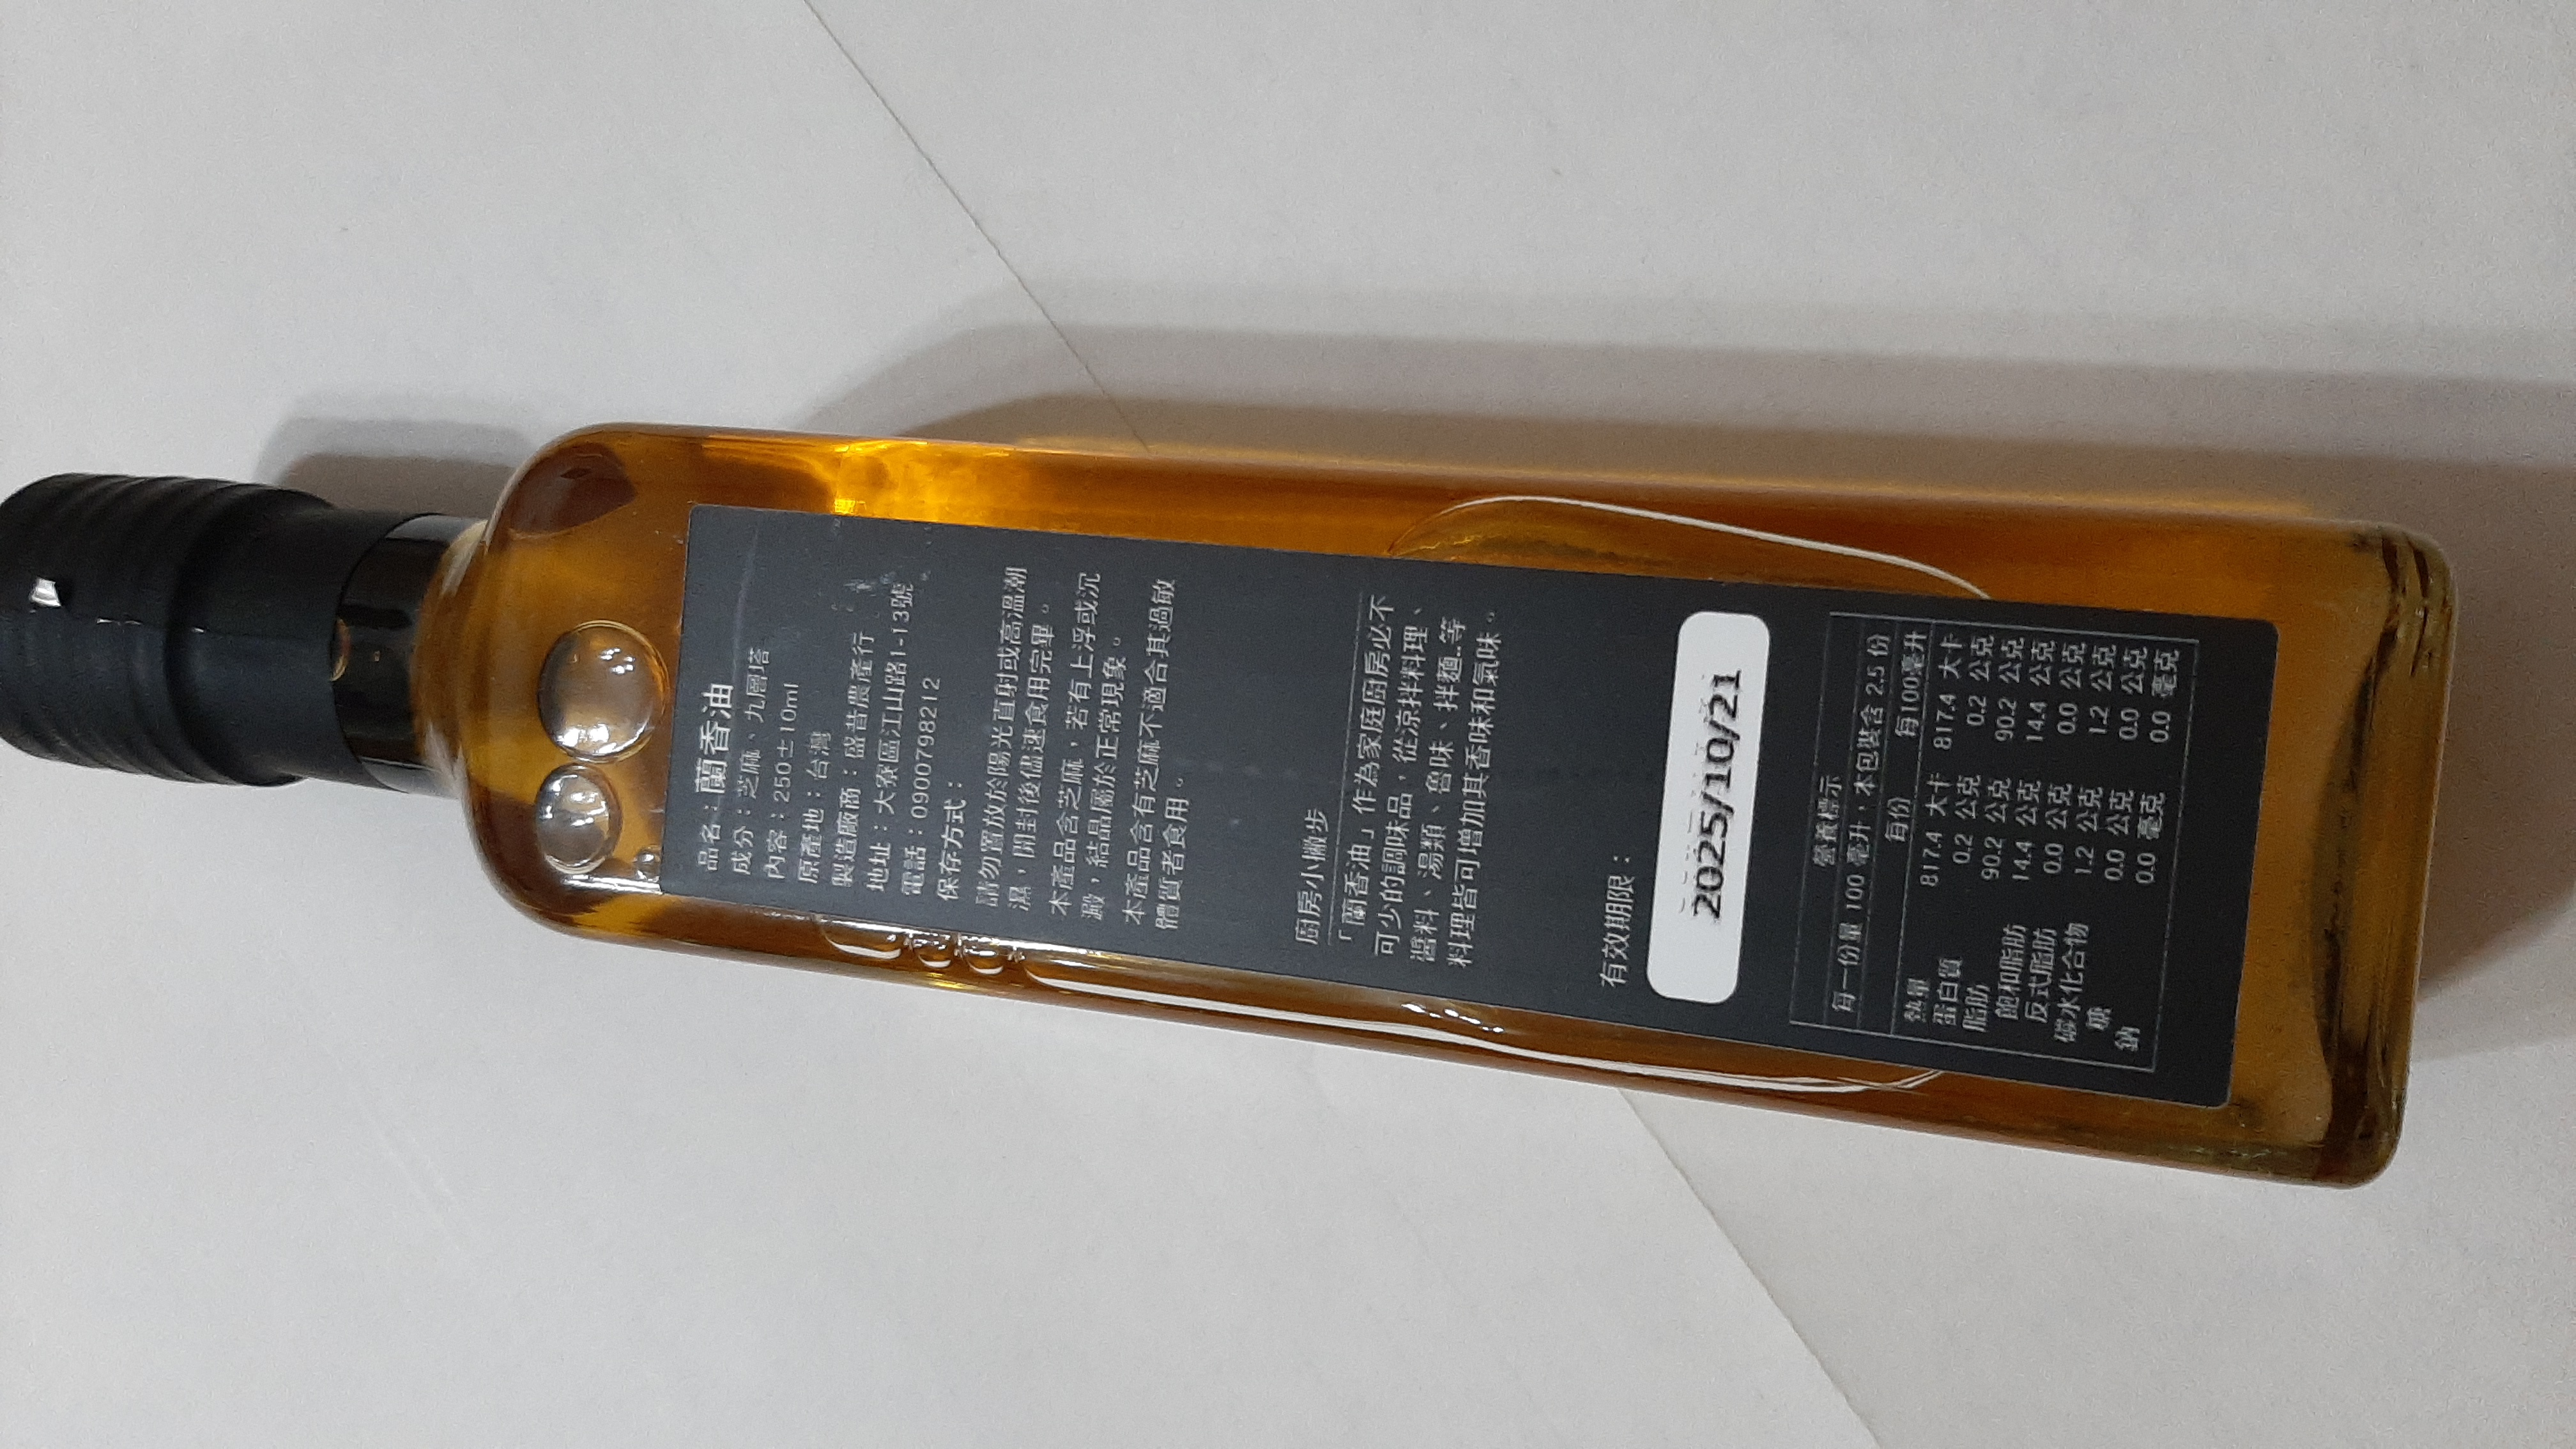 品名：蘭香油
成分：芝麻、九層塔
內容：250±10ml
原產地：台灣
製造廠商：盛昔農產行
地址：大寮區江山路1-13號
電話：0900798212
保存方式：
請勿置放於陽光直射或高溫潮
濕，開封後儘速食用完畢。
本產品含芝麻，若有上浮或沉
澱，結晶屬於正常現象。
本產品含有芝麻不適合其過敏
體質者食用。
廚房小撇步
「蘭香油」作為家庭廚房必不
可少的調味品，從涼拌料理、
醬料、湯類、魯味、拌麵..等
料理皆可增加其香味和氣味。
有效期限：
2025/10/21
營養標示
每一份量 100 毫升，本包裝含 2.5 份
每份 每100毫升
熱量 817.4 大卡 817.4 大卡
蛋白質 0.2 公克 0.2 公克
脂肪 90.2 公克 90.2 公克
飽和脂肪 14.4 公克 14.4 公克
反式脂肪 0.0 公克 0.0 公克
碳水化合物 1.2 公克 1.2 公克
糖 0.0 公克 0.0 公克
鈉 0.0 毫克 0.0 毫克